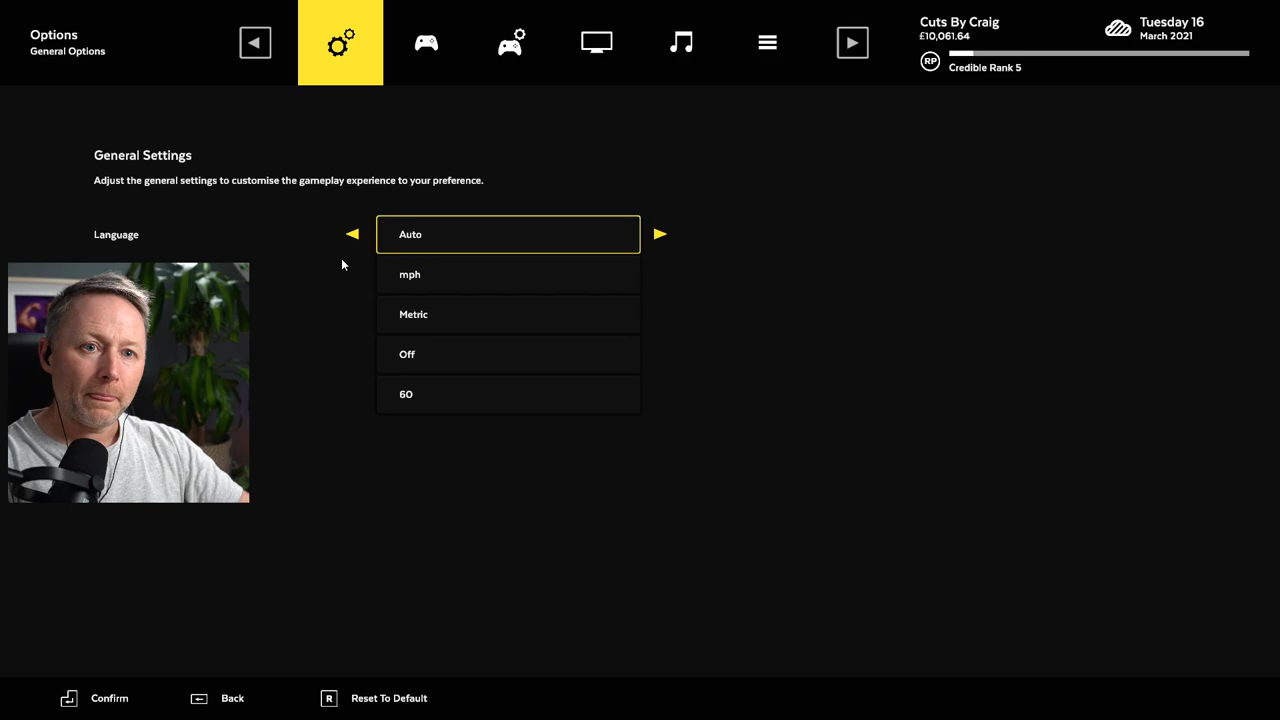 Options
General Options
Cuts By Craig
£10,061.64
Tuesday 16
March 2021
RP
Credible Rank 5
General Settings
Adjust the general settings to customise the gameplay experience to your preference.
Language
Auto
mph
Metric
Off
60
Confirm
Back
R
Reset To Default